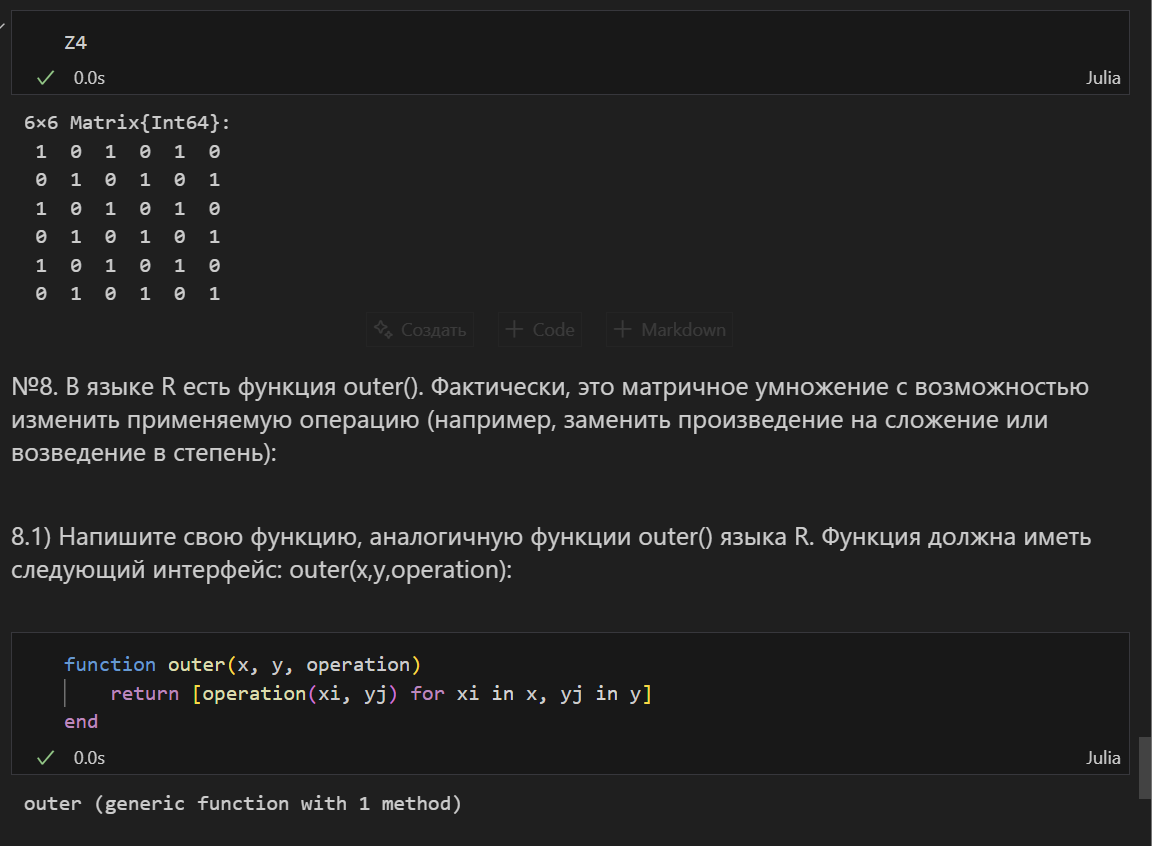 Z4
0.0s
Julia
6×6 Matrix{Int64}:
1 0 1 0 1 0
0 1 0 1 0 1
1 0 1 0 1 0
0 1 0 1 0 1
1 0 1 0 1 0
0 1 0 1 0 1
Создать + Code + Markdown
№8. В языке R есть функция outer(). Фактически, это матричное умножение с возможностью
изменить применяемую операцию (например, заменить произведение на сложение или
возведение в степень):
8.1) Напишите свою функцию, аналогичную функции outer() языка R. Функция должна иметь
следующий интерфейс: outer(x,y,operation):
function outer(x, y, operation)
    return [operation(xi, yj) for xi in x, yj in y]
end
0.0s
Julia
outer (generic function with 1 method)